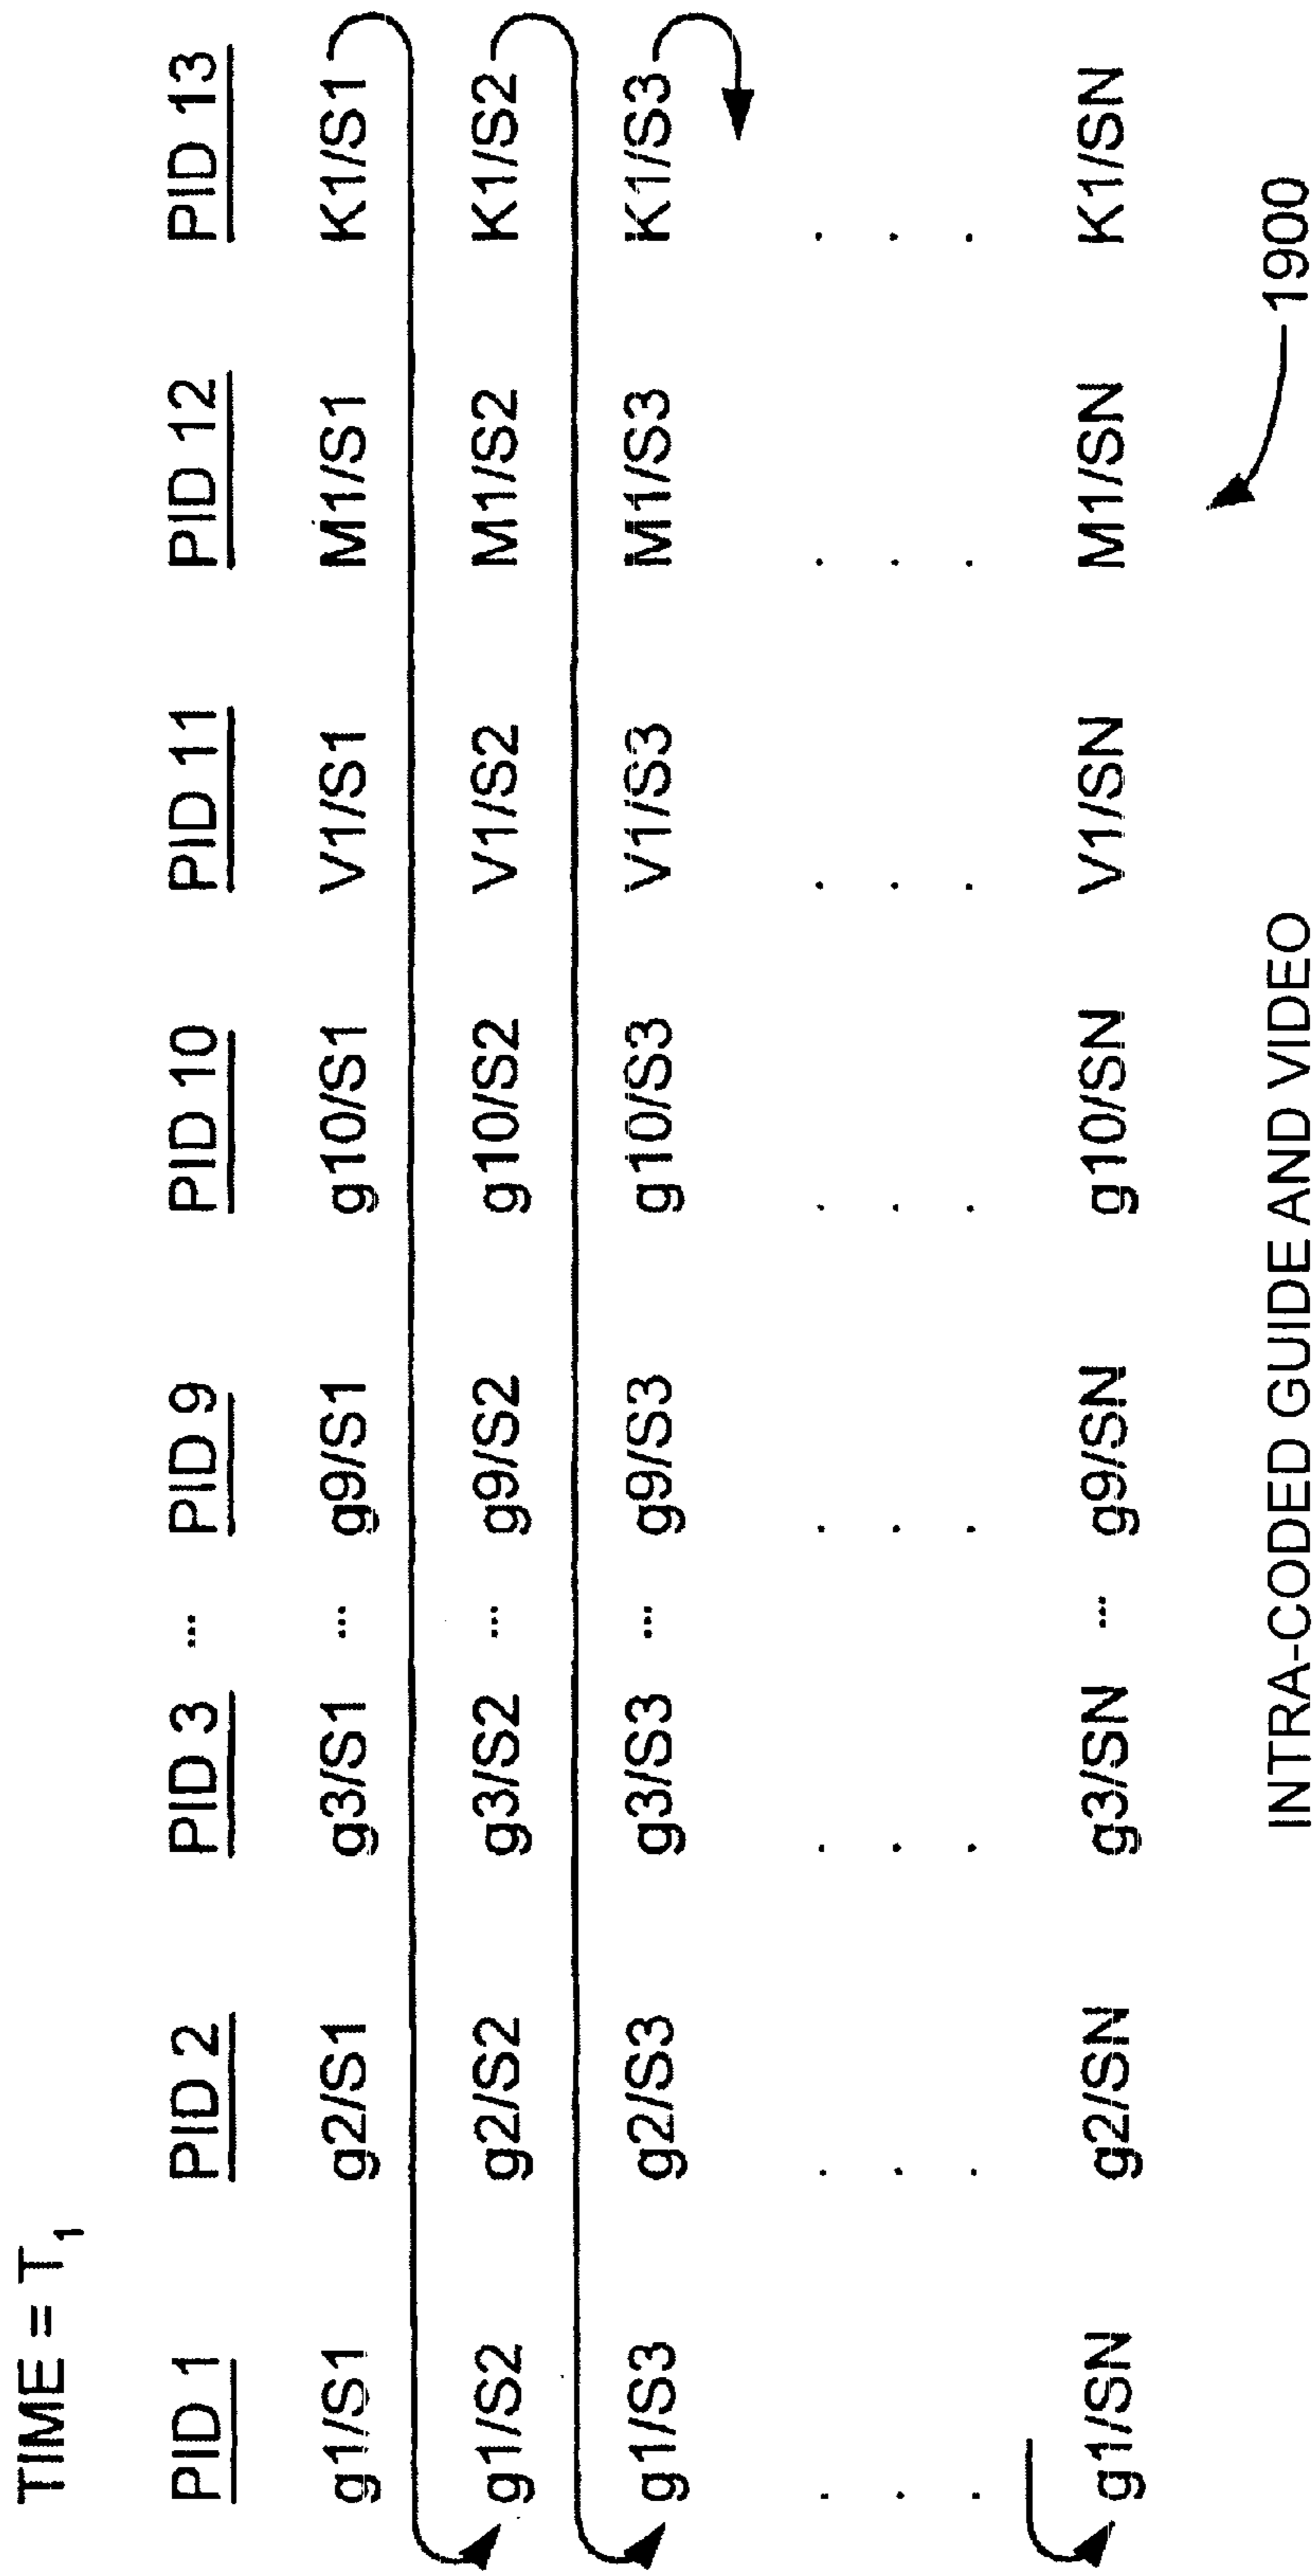 TIME = T1
PID 1 PID 2 PID 3 ... PID 9 PID 10 PID 11 PID 12 PID 13
g1/S1 g2/S1 g3/S1 ... g9/S1 g10/S1 V1/S1 M1/S1 K1/S1
g1/S2 g2/S2 g3/S2 ... g9/S2 g10/S2 V1/S2 M1/S2 K1/S2
g1/S3 g2/S3 g3/S3 ... g9/S3 g10/S3 V1/S3 M1/S3 K1/S3
. . . . . . . .
. . . . . . . .
. . . . . . . .
g1/SN g2/SN g3/SN ... g9/SN g10/SN V1/SN M1/SN K1/SN
INTRA-CODED GUIDE AND VIDEO
1900